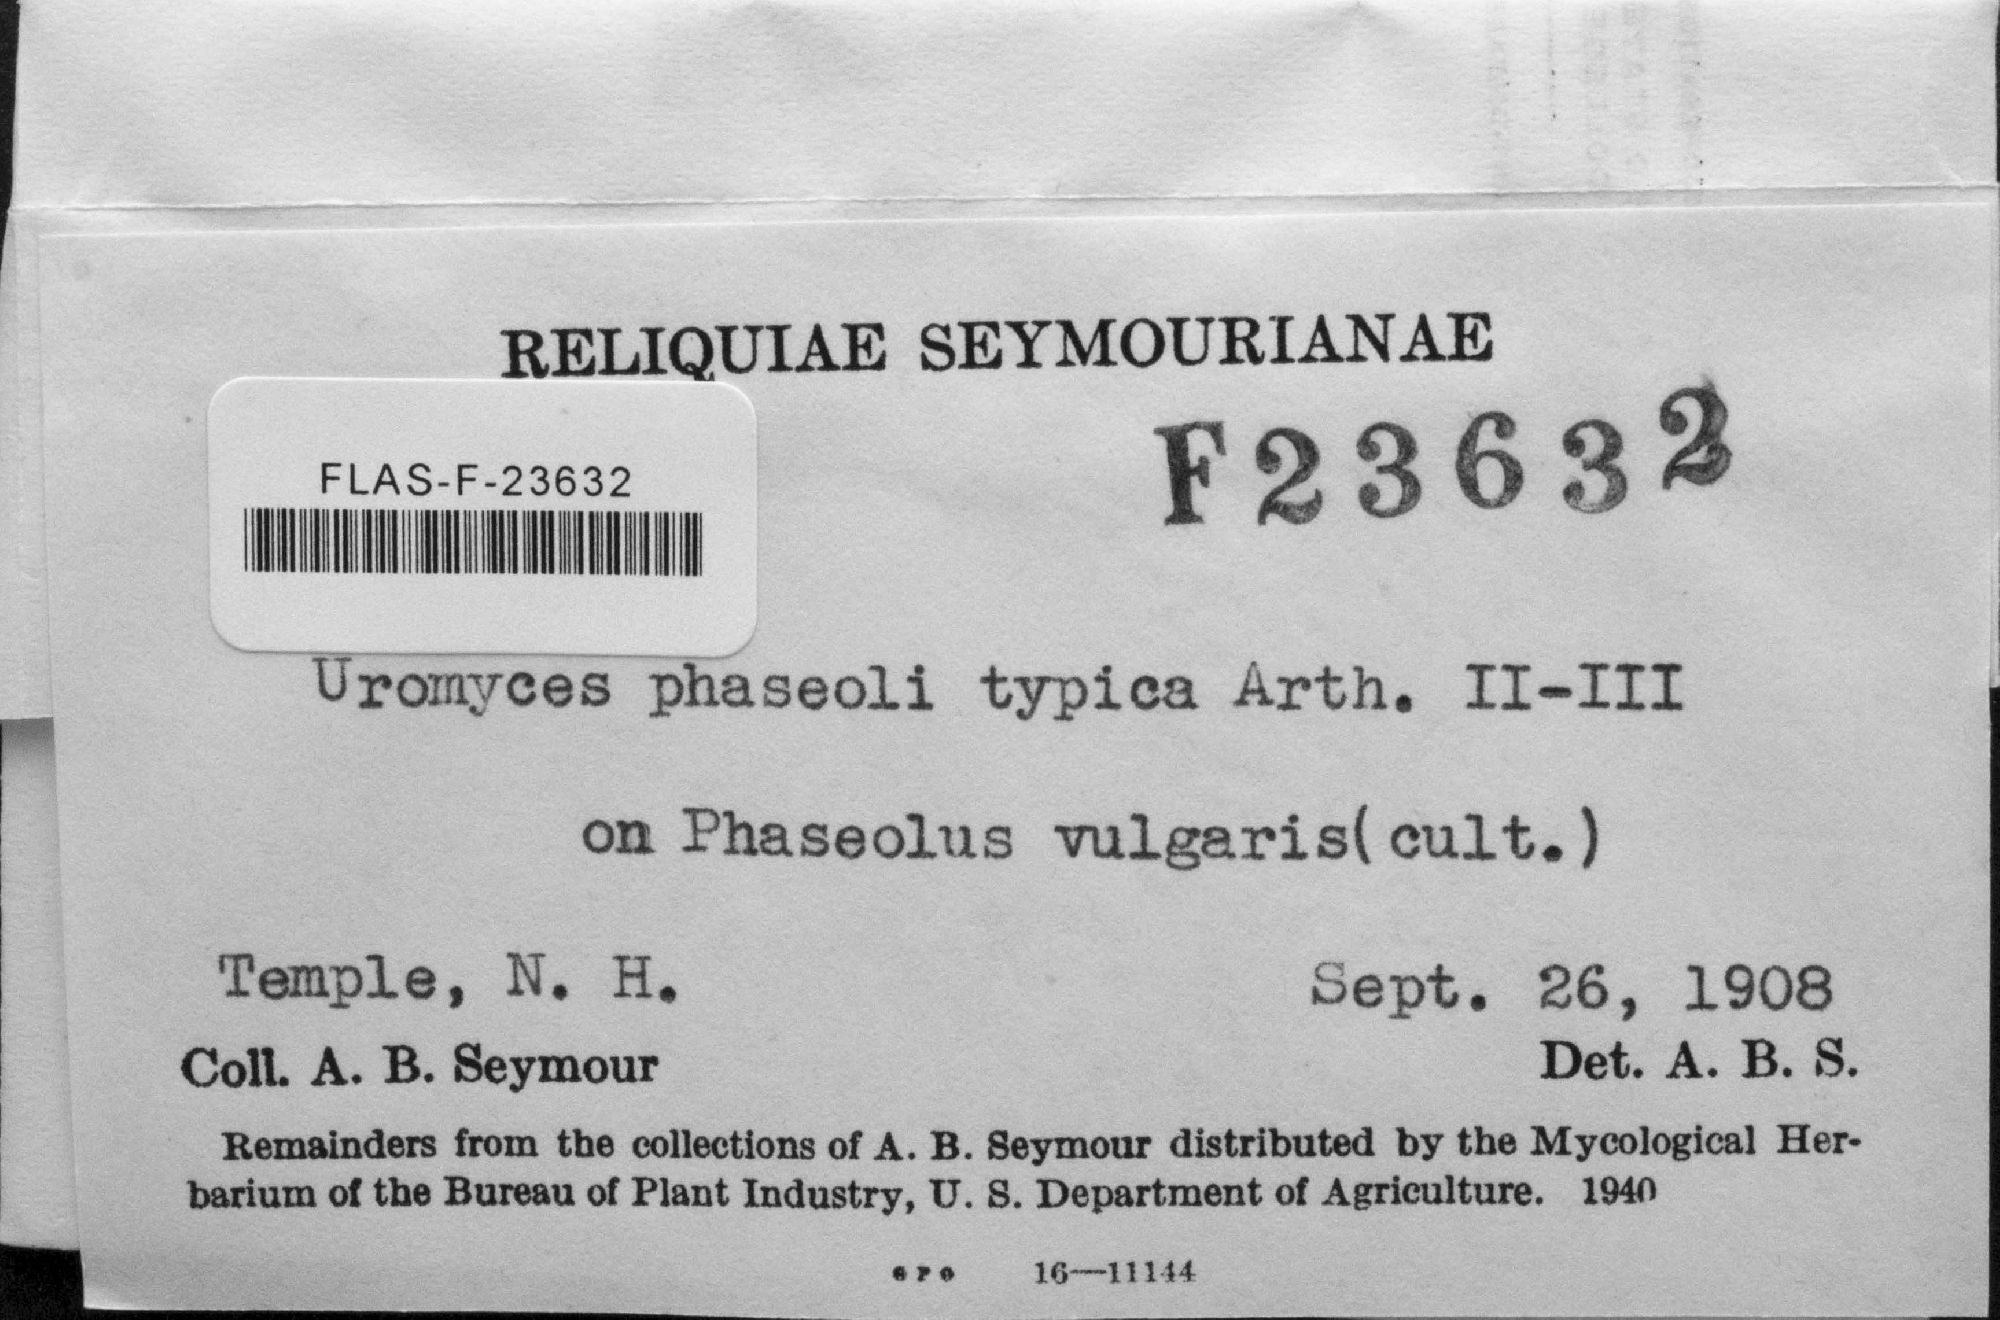 RELIQUIAE SEYMOURIANAE
F23632
FLAS-F-23632
Uromyces phaseoli typica Arth. II-III
on Phaseolus vulgaris(cult.)
Temple, N. H.
Sept. 26, 1908
Coll. A. B. Seymour
Det. A. B. S.
Remainders from the collections of A. B. Seymour distributed by the Mycological Her-
barium of the Bureau of Plant Industry, U. S. Department of Agriculture. 1940
16—11144